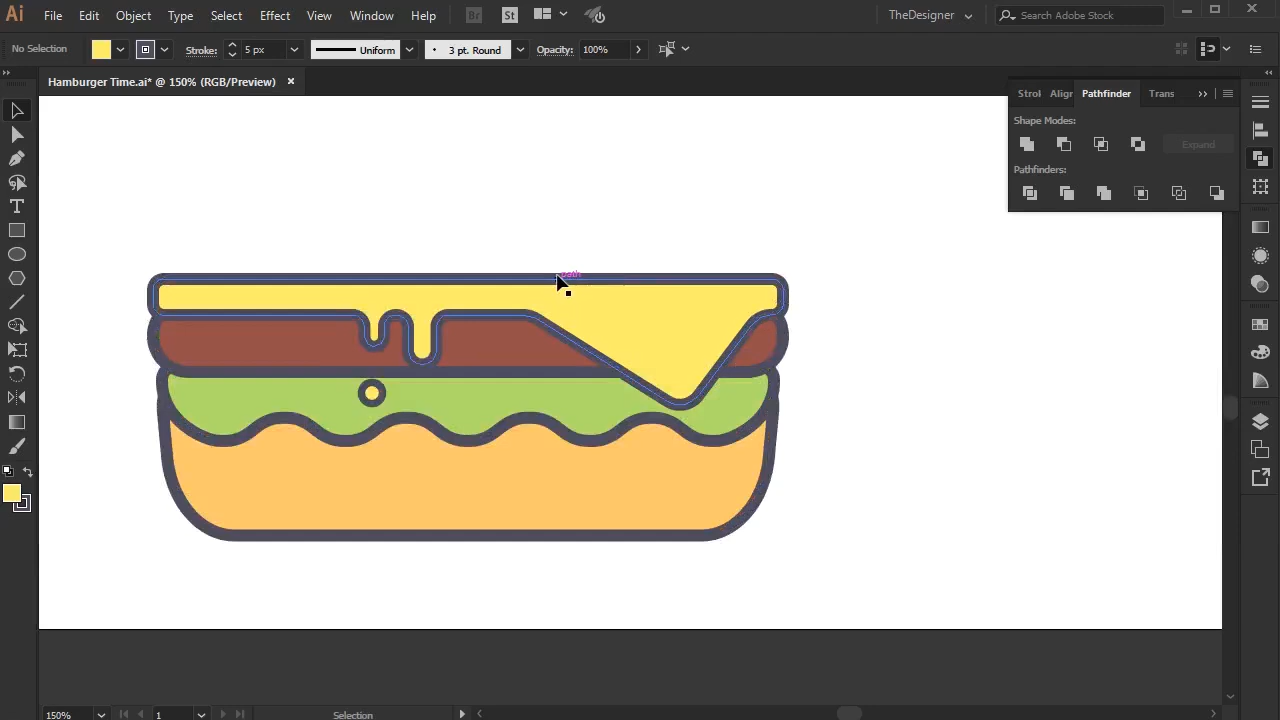 Ai File Edit Object Type Select Effect View Window Help Br St TheDesigner Search Adobe Stock
No Selection Stroke: 5 px Uniform 3 pt. Round Opacity: 100%
Hamburger Time.ai* @ 150% (RGB/Preview)
Strol Aligr Pathfinder Trans
Shape Modes:
Expand
Pathfinders:
path
150% 1 Selection